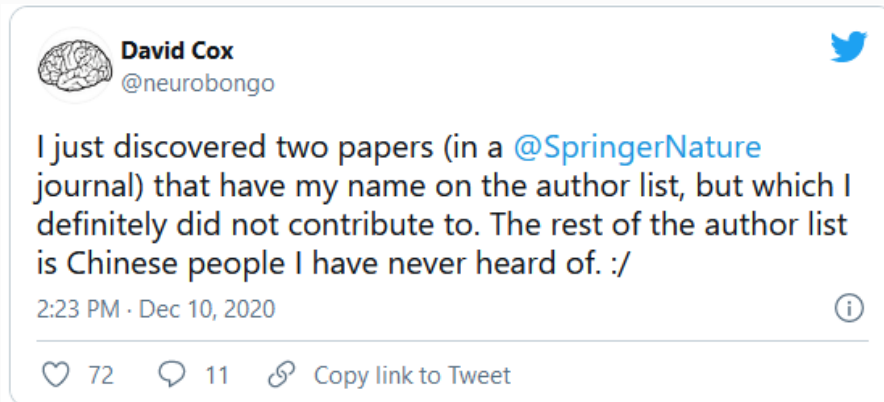 David Cox
@neurobongo
I just discovered two papers (in a @SpringerNature
journal) that have my name on the author list, but which I
definitely did not contribute to. The rest of the author list
is Chinese people I have never heard of. :/
2:23 PM · Dec 10, 2020
72 11 Copy link to Tweet